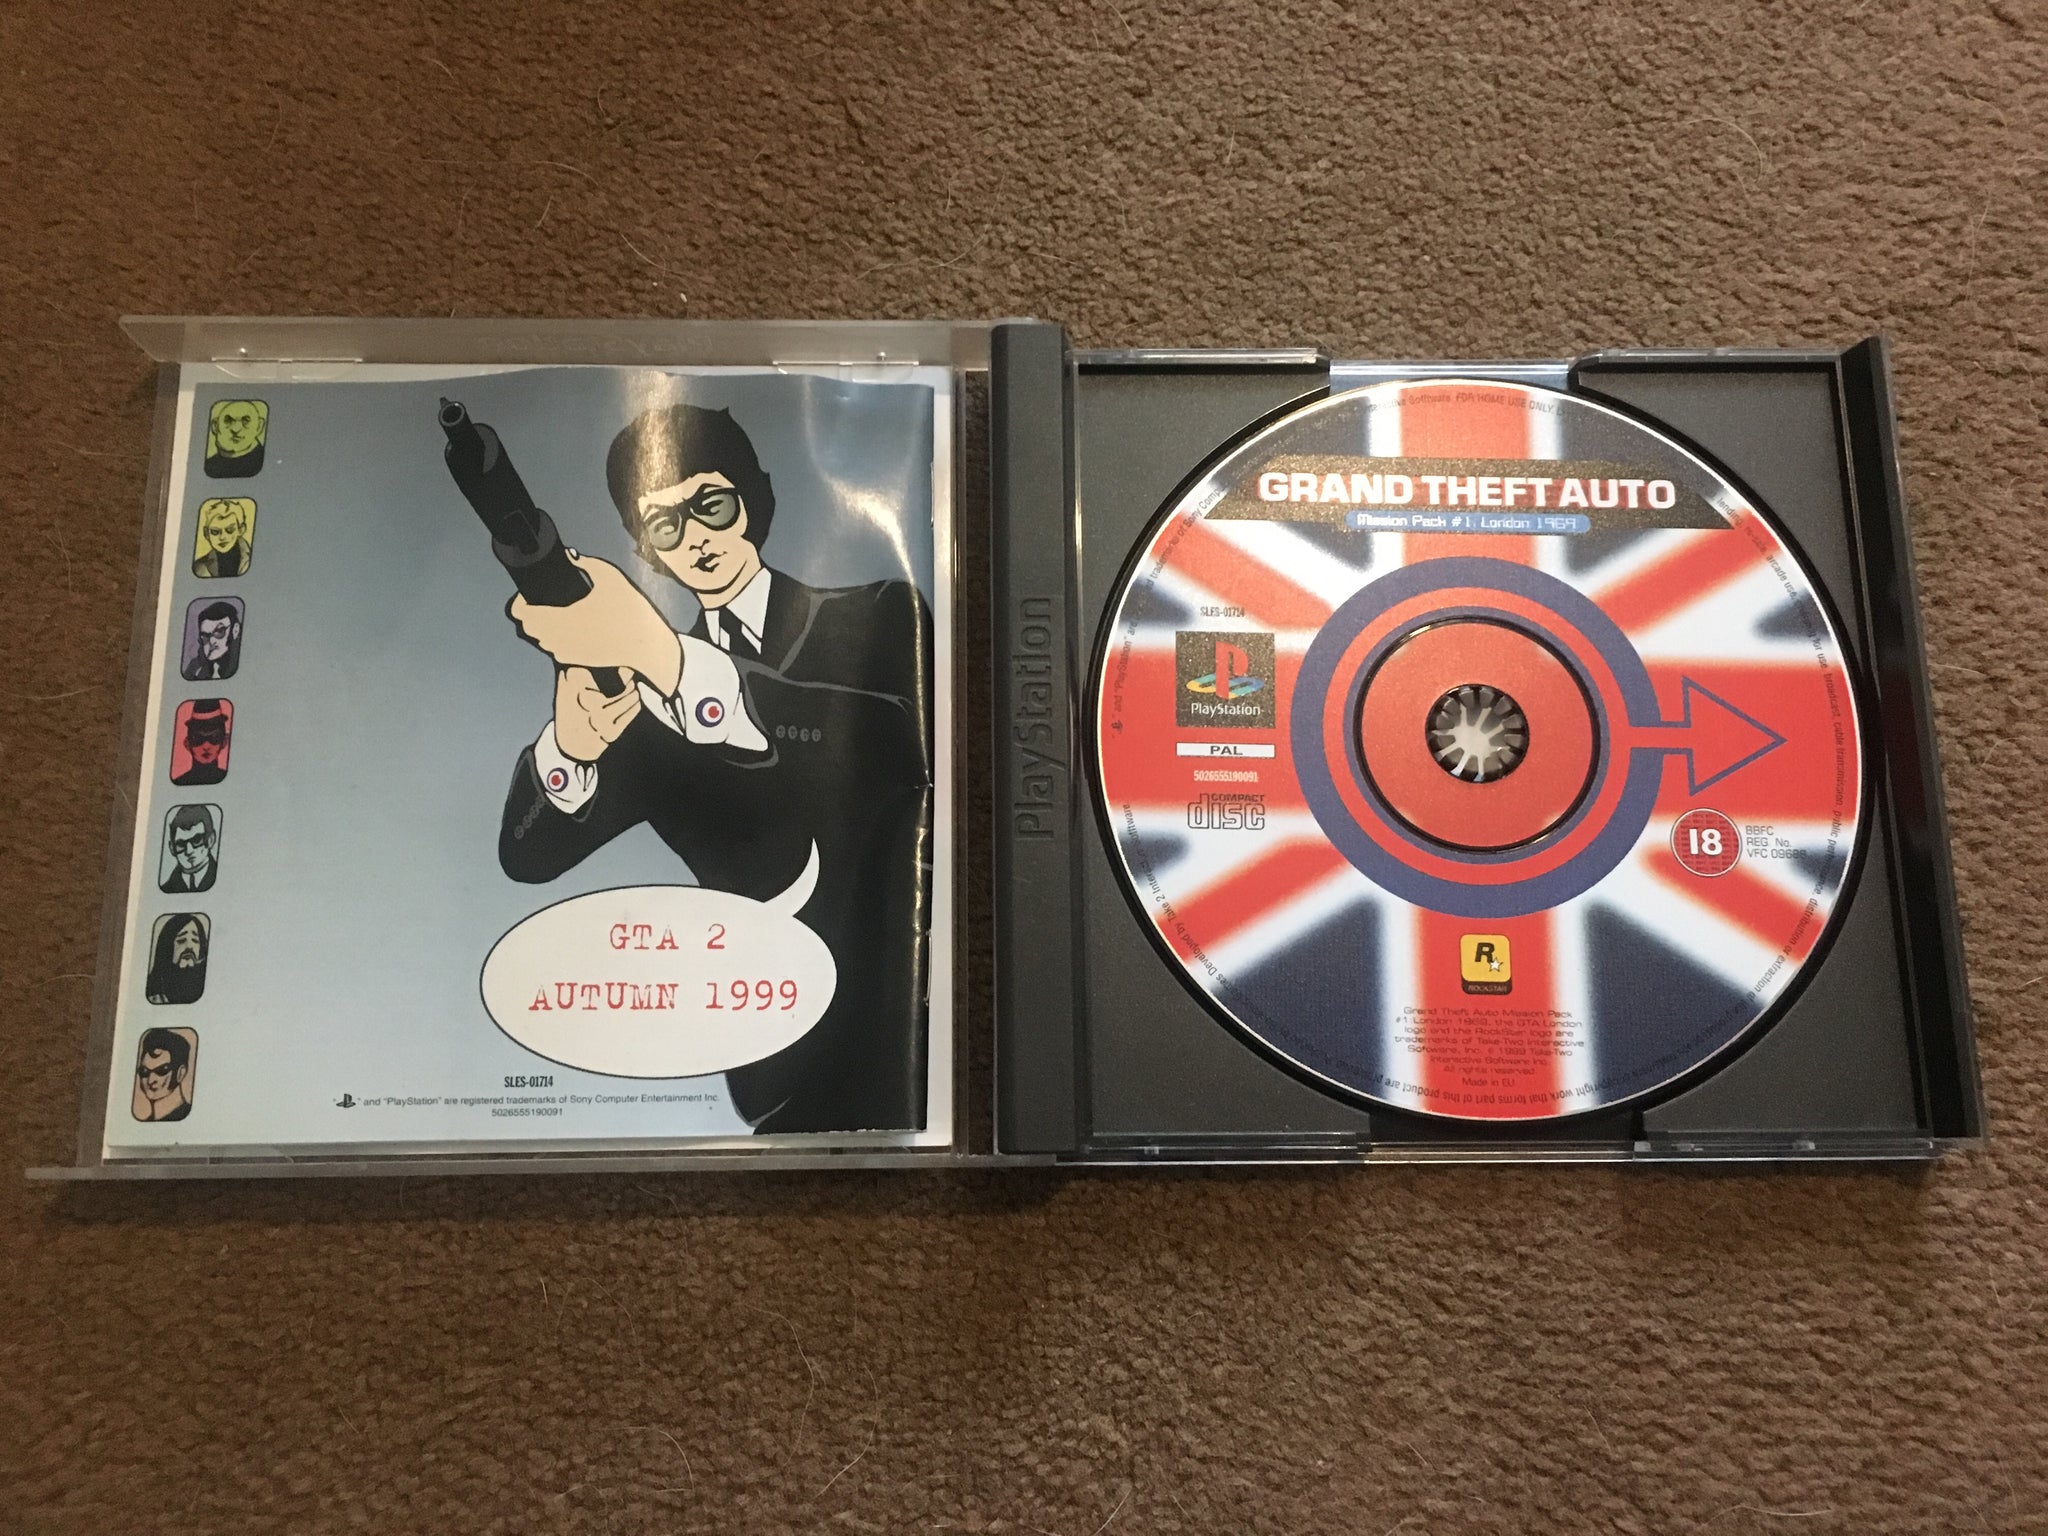 GTA 2
AUTUMN 1999
SLES-01714
" " and "PlayStation" are registered trademarks of Sony Computer Entertainment Inc.
5026555190091
PlayStation
GRAND THEFT AUTO
Mission Pack #1: London 1969
SLES-01714
PlayStation
PAL
5026555190091
COMPACT
disc
18
BBFC
REG. No.
R
ROCKSTAR
Grand Theft Auto Mission Pack
#1: London 1969, the GTA London
logo and the RockStar logo are
trademarks of Take-Two Interactive
Software, Inc. © 1999 Take-Two
Interactive Software Inc.
All rights reserved
Made in EU
FOR HOME USE ONLY.